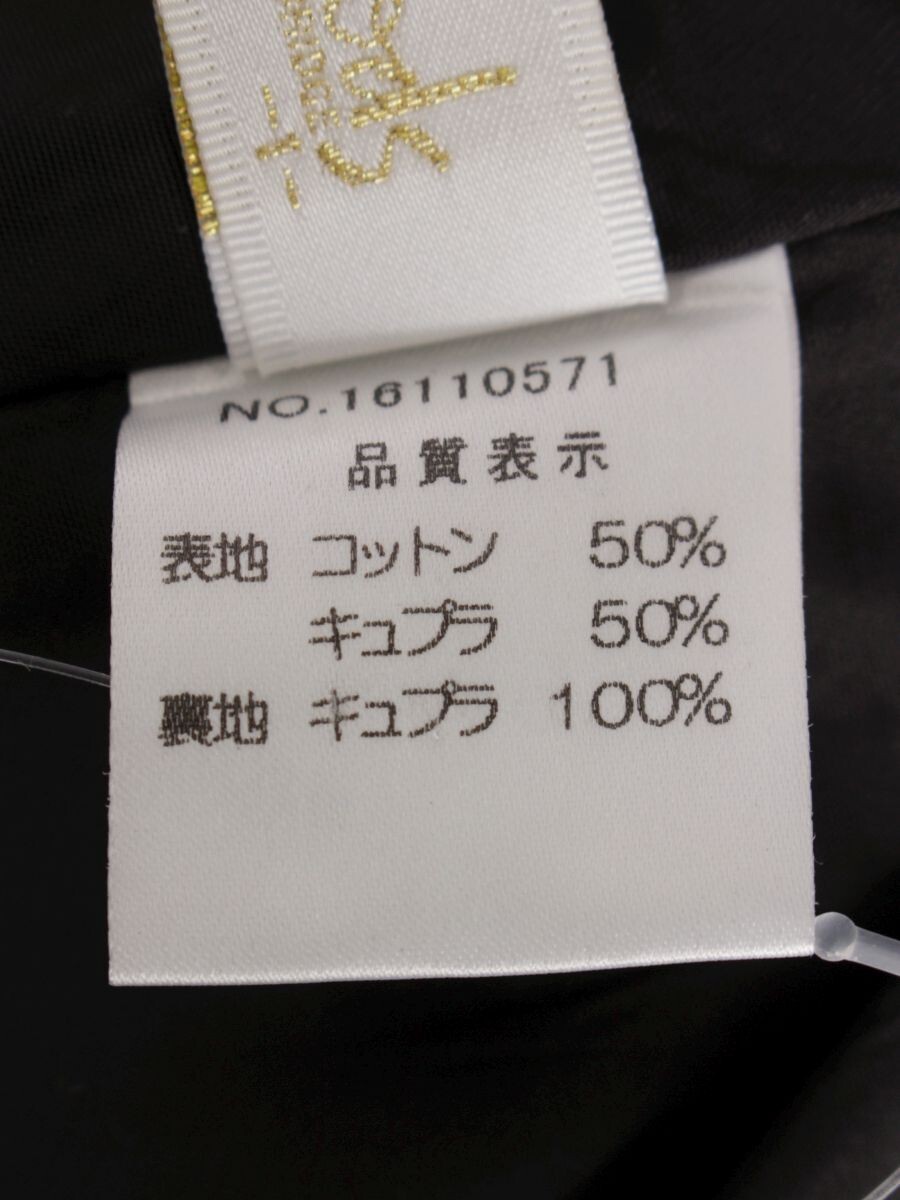 NO.16110571
品質表示
表地 コットン 50%
キュプラ 50%
裏地 キュプラ 100%